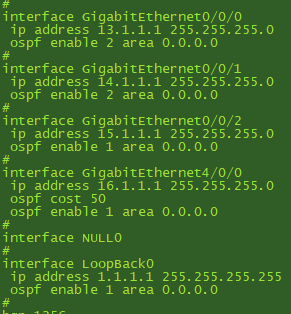 #
interface GigabitEthernet0/0/0
 ip address 13.1.1.1 255.255.255.0
 ospf enable 2 area 0.0.0.0
#
interface GigabitEthernet0/0/1
 ip address 14.1.1.1 255.255.255.0
 ospf enable 2 area 0.0.0.0
#
interface GigabitEthernet0/0/2
 ip address 15.1.1.1 255.255.255.0
 ospf enable 1 area 0.0.0.0
#
interface GigabitEthernet4/0/0
 ip address 16.1.1.1 255.255.255.0
 ospf cost 50
 ospf enable 1 area 0.0.0.0
#
interface NULL0
#
interface LoopBack0
 ip address 1.1.1.1 255.255.255.255
 ospf enable 1 area 0.0.0.0
#